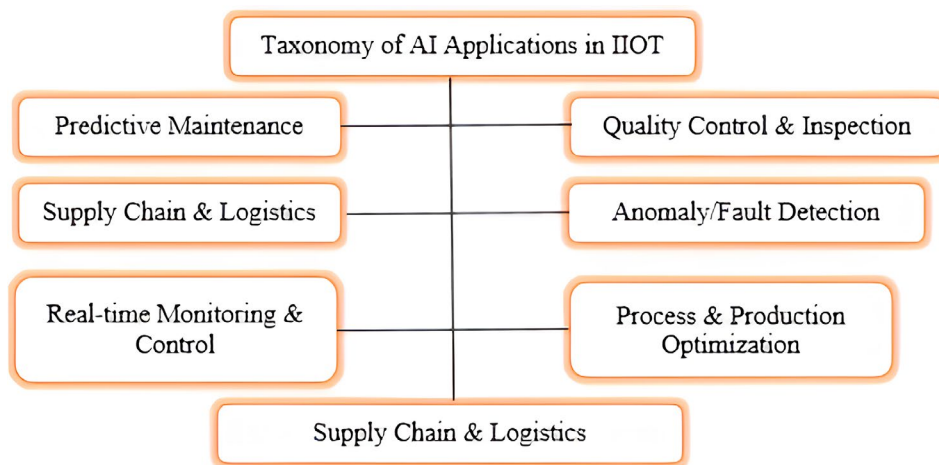 Taxonomy of AI Applications in IIOT
Predictive Maintenance
Quality Control & Inspection
Supply Chain & Logistics
Anomaly/Fault Detection
Real-time Monitoring &
Control
Process & Production
Optimization
Supply Chain & Logistics